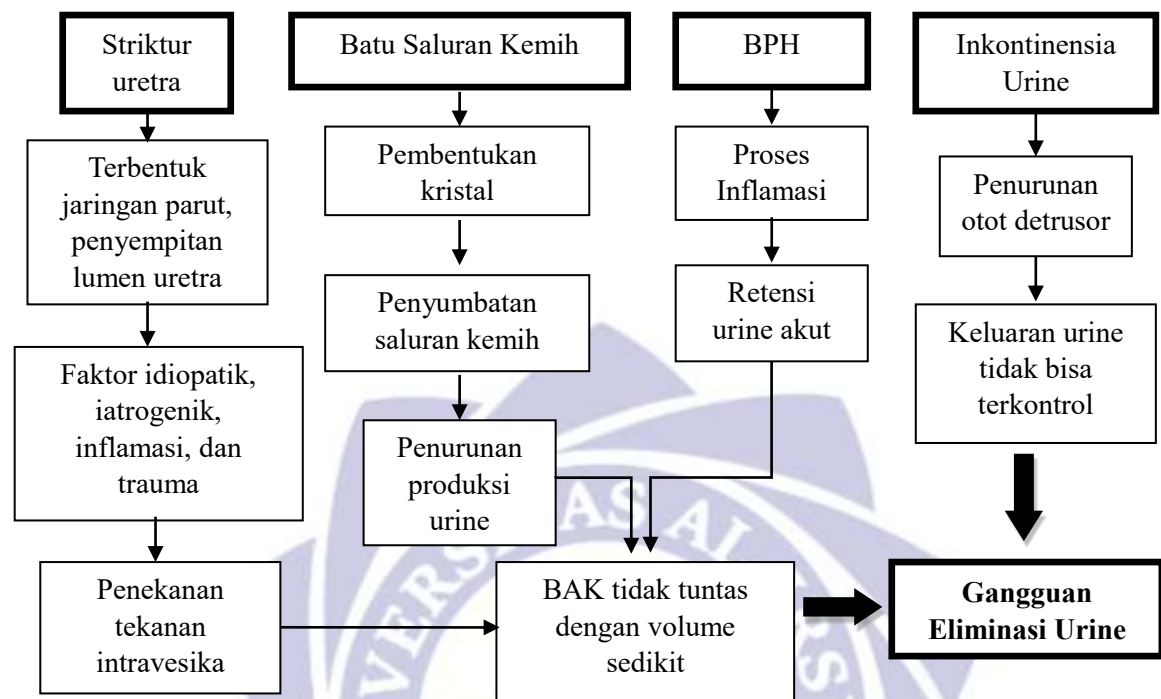 Striktur
uretra
Batu Saluran Kemih
BPH
Inkontinensia
Urine
Terbentuk
jaringan parut,
penyempitan
lumen uretra
Pembentukan
kristal
Proses
Inflamasi
Penurunan
otot detrusor
Penyumbatan
saluran kemih
Retensi
urine akut
Keluaran urine
tidak bisa
terkontrol
Faktor idiopatik,
iatrogenik,
inflamasi, dan
trauma
Penurunan
produksi
urine
Penekanan
tekanan
intravesika
BAK tidak tuntas
dengan volume
sedikit
Gangguan
Eliminasi Urine